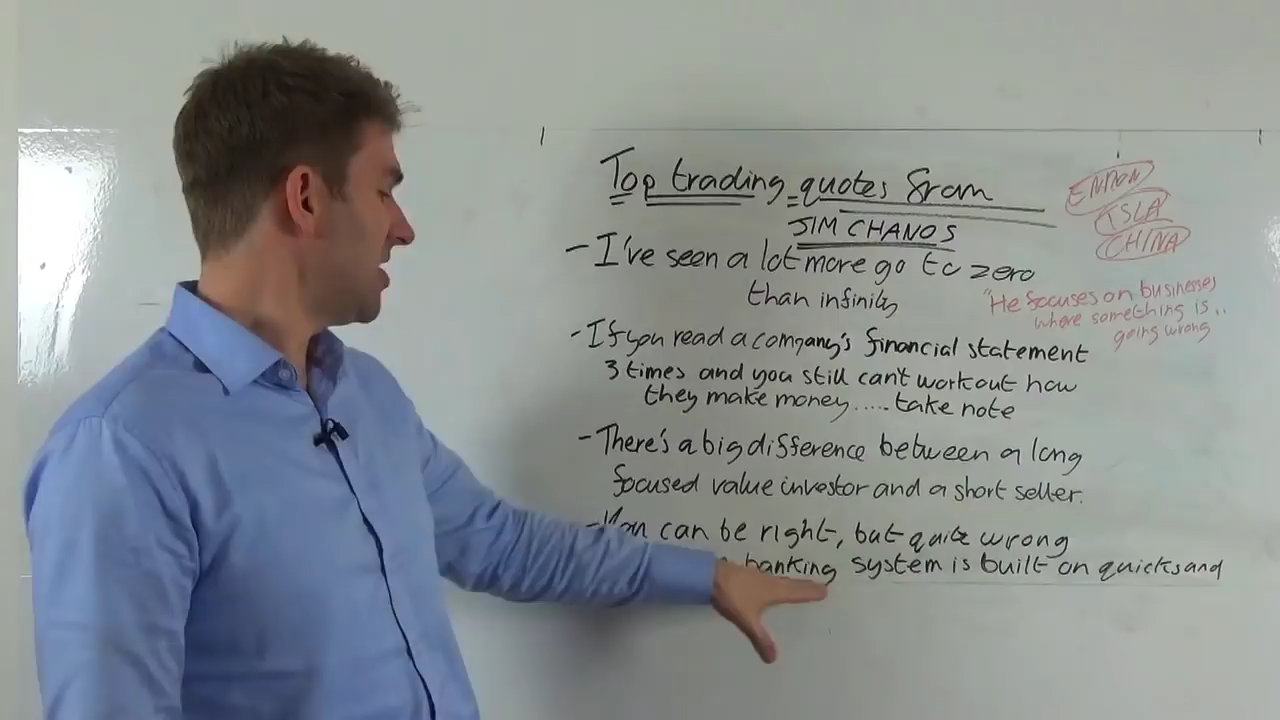 Top trading quotes from
JIM CHANOS
- I've seen a lot more go to zero
than infinity
- If you read a company's financial statement
3 times and you still can't workout how
they make money..... take note
- There's a big difference between a long
focused value investor and a short seller.
- You can be right, but quite wrong
banking system is built on quicksand
ENRON
TSLA
CHINA
"He focuses on businesses
where something is..
going wrong